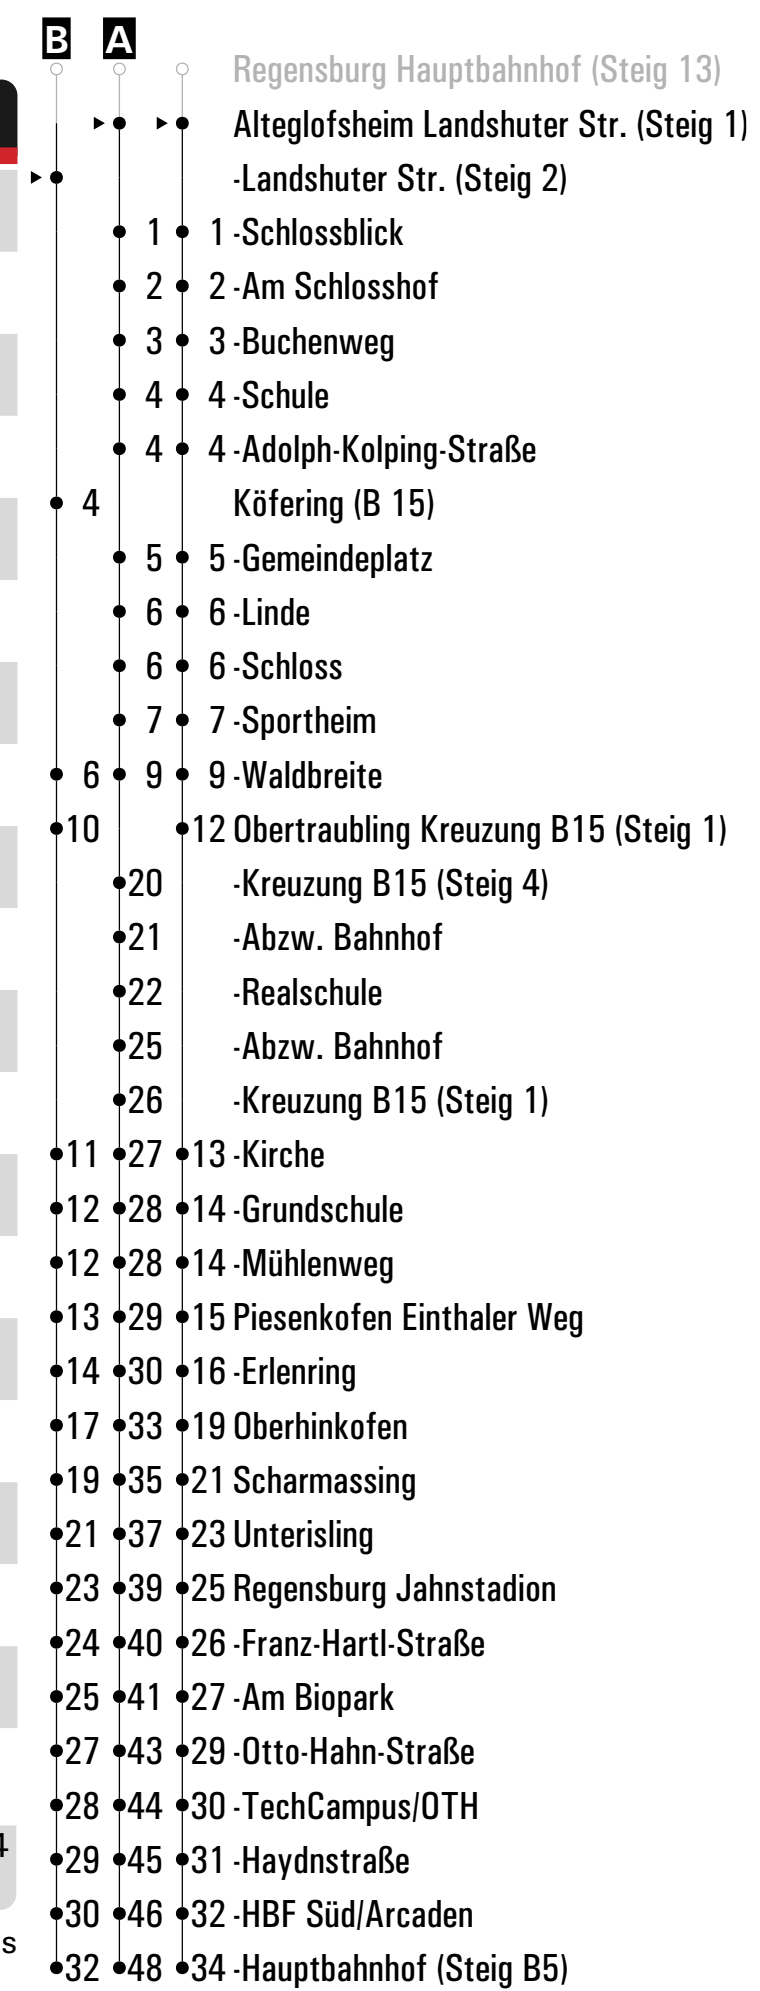 B A
Regensburg Hauptbahnhof (Steig 13)
Alteglofsheim Landshuter Str. (Steig 1)
-Landshuter Str. (Steig 2)
1 1 -Schlossblick
2 2 -Am Schlosshof
3 3 -Buchenweg
4 4 -Schule
4 4 -Adolph-Kolping-Straße
4 Köfering (B 15)
5 5 -Gemeindeplatz
6 6 -Linde
6 6 -Schloss
7 7 -Sportheim
6 9 9 -Waldbreite
10 12 Obertraubling Kreuzung B15 (Steig 1)
20 -Kreuzung B15 (Steig 4)
21 -Abzw. Bahnhof
22 -Realschule
25 -Abzw. Bahnhof
26 -Kreuzung B15 (Steig 1)
11 27 13 -Kirche
12 28 14 -Grundschule
12 28 14 -Mühlenweg
13 29 15 Piesenkofen Einthaler Weg
14 30 16 -Erlenring
17 33 19 Oberhinkofen
19 35 21 Scharmassing
21 37 23 Unterisling
23 39 25 Regensburg Jahnstadion
24 40 26 -Franz-Hartl-Straße
25 41 27 -Am Biopark
27 43 29 -Otto-Hahn-Straße
28 44 30 -TechCampus/OTH
4
29 45 31 -Haydnstraße
30 46 32 -HBF Süd/Arcaden
s
32 48 34 -Hauptbahnhof (Steig B5)